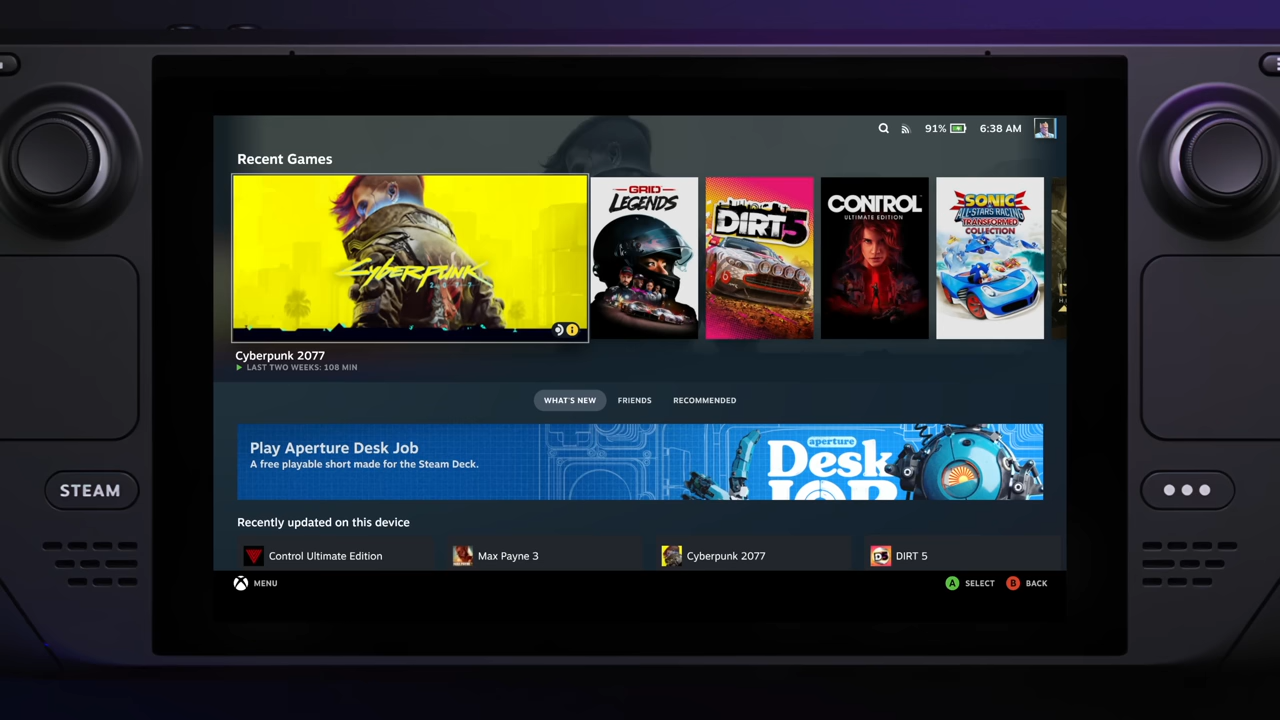 91%
6:38 AM
Recent Games
CYBERPUNK
2077
GRID
LEGENDS
DIRT5
CONTROL
ULTIMATE EDITION
SONIC
ALL-STARS RACING
TRANSFORMED
COLLECTION
Cyberpunk 2077
LAST TWO WEEKS: 108 MIN
WHAT'S NEW
FRIENDS
RECOMMENDED
Play Aperture Desk Job
A free playable short made for the Steam Deck.
aperture
Desk
JOB
STEAM
Recently updated on this device
Control Ultimate Edition
Max Payne 3
Cyberpunk 2077
DIRT 5
MENU
A SELECT
B BACK